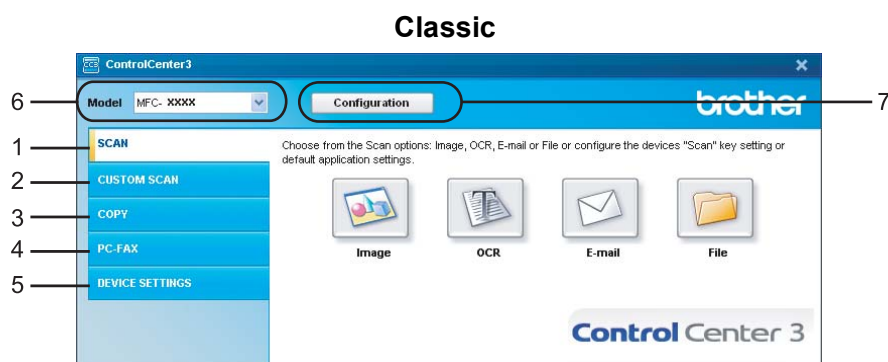 Classic
ControlCenter3
6 Model MFC- XXXX Configuration brother 7
1 SCAN
Choose from the Scan options: Image, OCR, E-mail or File or configure the devices "Scan" key setting or
default application settings.
2 CUSTOM SCAN
3 COPY
4 PC-FAX
5 DEVICE SETTINGS
Image OCR E-mail File
Control Center 3